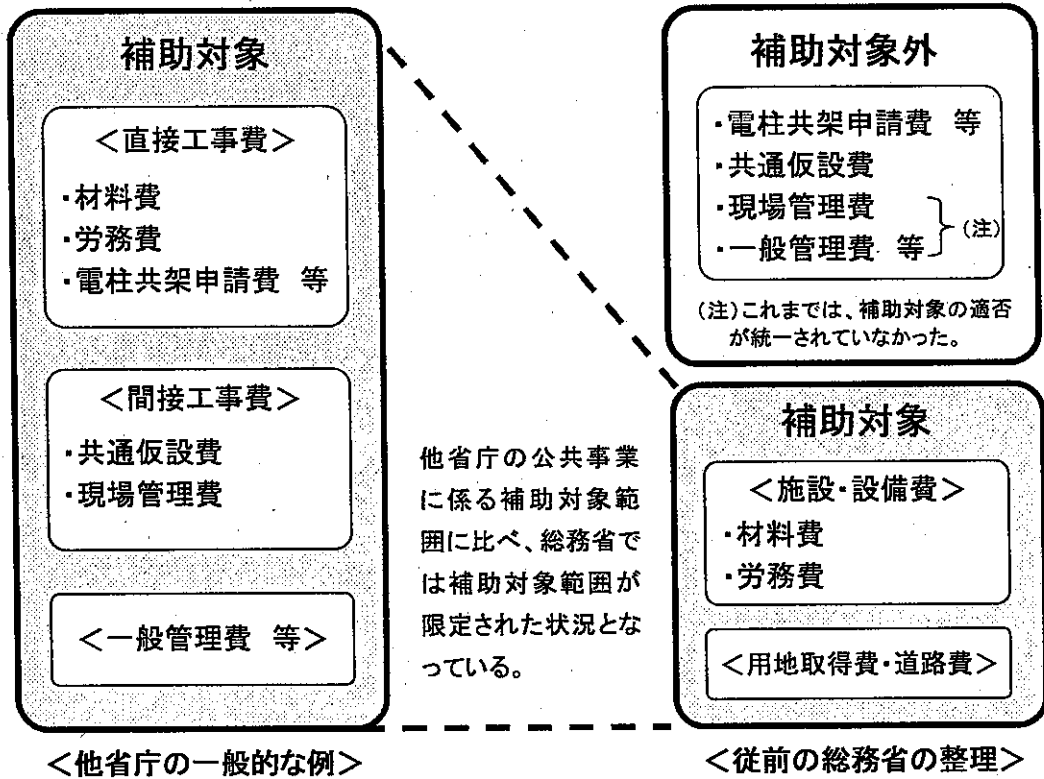 補助対象
＜直接工事費＞
・材料費
・労務費
・電柱共架申請費 等
＜間接工事費＞
・共通仮設費
・現場管理費
＜一般管理費 等＞
＜他省庁の一般的な例＞
他省庁の公共事業
に係る補助対象範
囲に比べ、総務省で
は補助対象範囲が
限定された状況とな
っている。
補助対象外
・電柱共架申請費 等
・共通仮設費
・現場管理費
・一般管理費 等
(注)
(注)これまでは、補助対象の適否
が統一されていなかった。
補助対象
＜施設・設備費＞
・材料費
・労務費
＜用地取得費・道路費＞
＜従前の総務省の整理＞